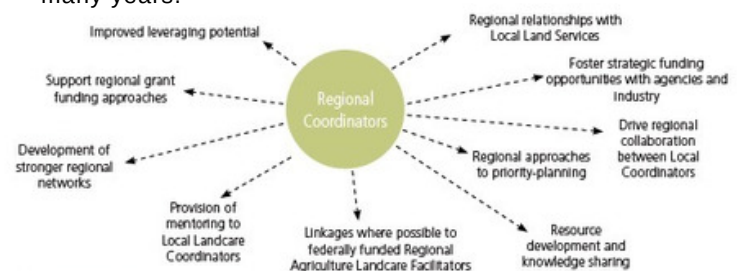 many years.
Improved leveraging potential
Regional relationships with
Local Land Services
Support regional grant
funding approaches
Regional
Coordinators
Foster strategic funding
opportunities with agencies and
industry
Development of
stronger regional
networks
Drive regional
collaboration
between Local
Coordinators
Regional approaches
to priority-planning
Provision of
mentoring to
Local Landcare
Coordinators
Linkages where possible to
federally funded Regional
Agriculture Landcare Facilitators
Resource
development and
knowledge sharing